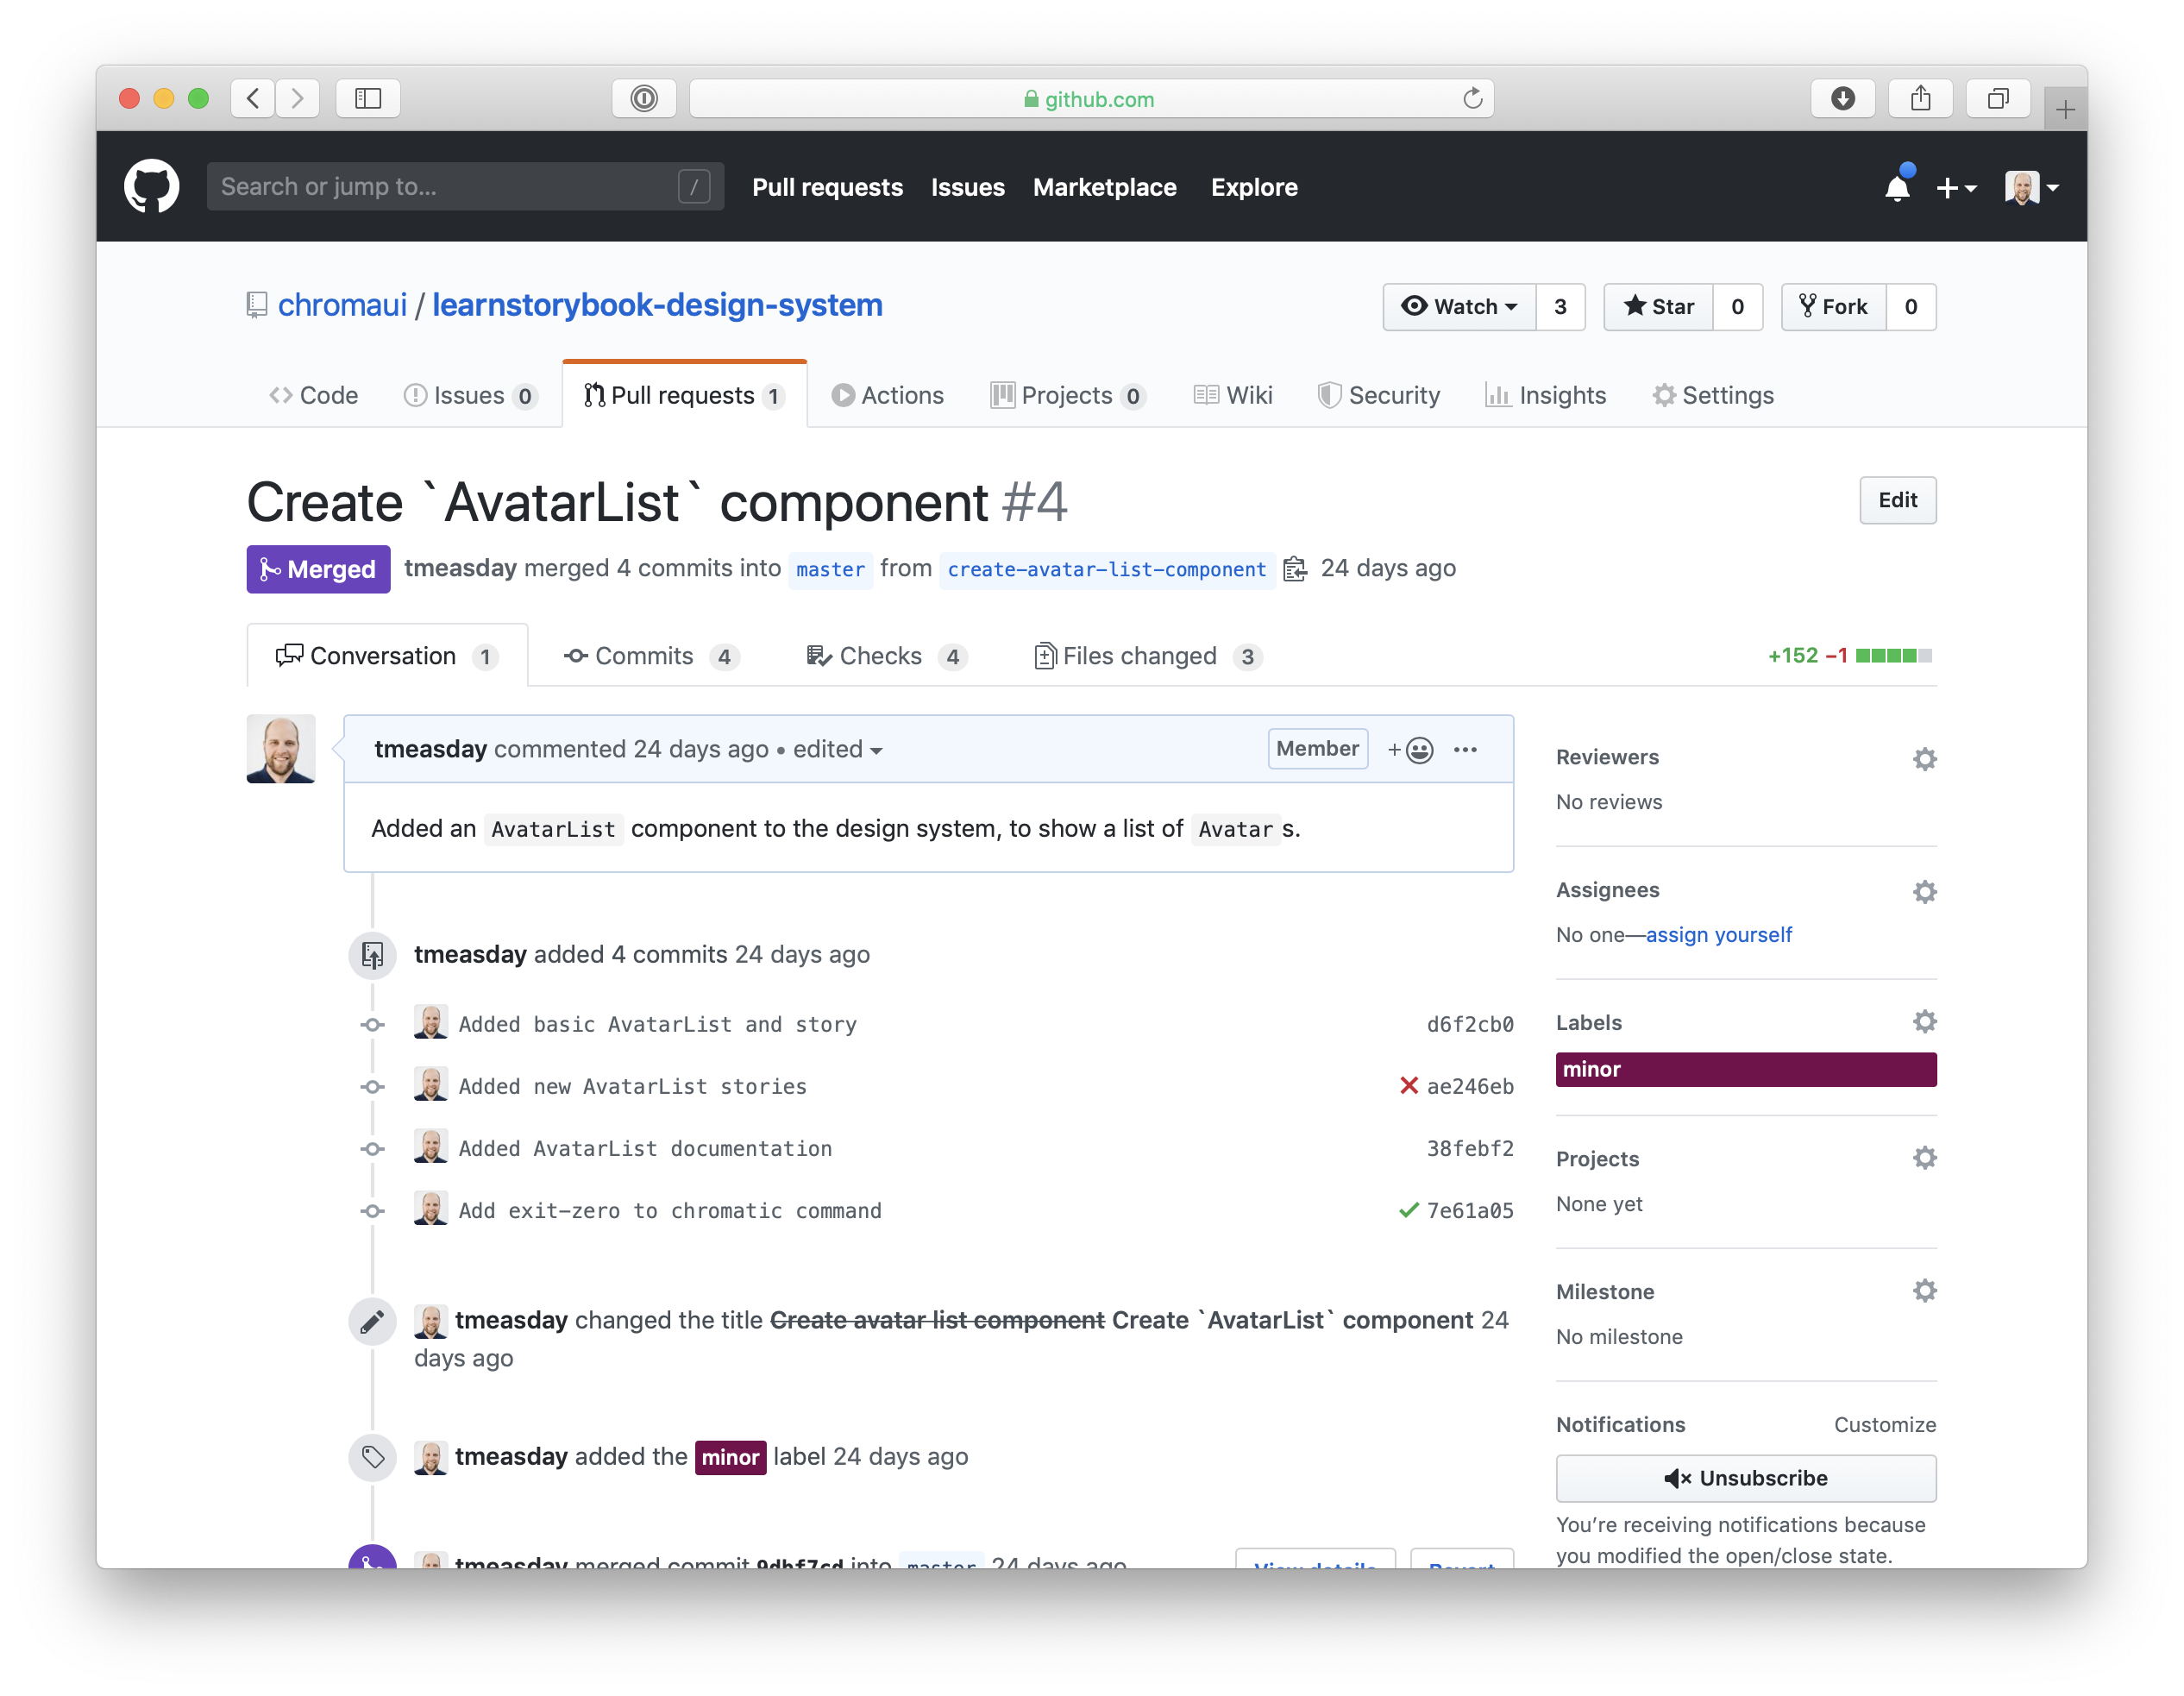 github.com
Search or jump to... /
Pull requests Issues Marketplace Explore
chromaui / learnstorybook-design-system
Watch 3 Star 0 Fork 0
Code Issues 0 Pull requests 1 Actions Projects 0 Wiki Security Insights Settings
Create `AvatarList` component #4
Edit
Merged tmeasday merged 4 commits into master from create-avatar-list-component 24 days ago
Conversation 1 Commits 4 Checks 4 Files changed 3 +152 −1
tmeasday commented 24 days ago • edited Member
Added an AvatarList component to the design system, to show a list of Avatar s.
tmeasday added 4 commits 24 days ago
Added basic AvatarList and story d6f2cb0
Added new AvatarList stories ae246eb
Added AvatarList documentation 38febf2
Add exit-zero to chromatic command 7e61a05
tmeasday changed the title Create avatar list component Create `AvatarList` component 24
days ago
tmeasday added the minor label 24 days ago
tmeasday merged commit 9dbf7cd into master 24 days ago View details Revert
Reviewers
No reviews
Assignees
No one—assign yourself
Labels
minor
Projects
None yet
Milestone
No milestone
Notifications Customize
Unsubscribe
You’re receiving notifications because
you modified the open/close state.